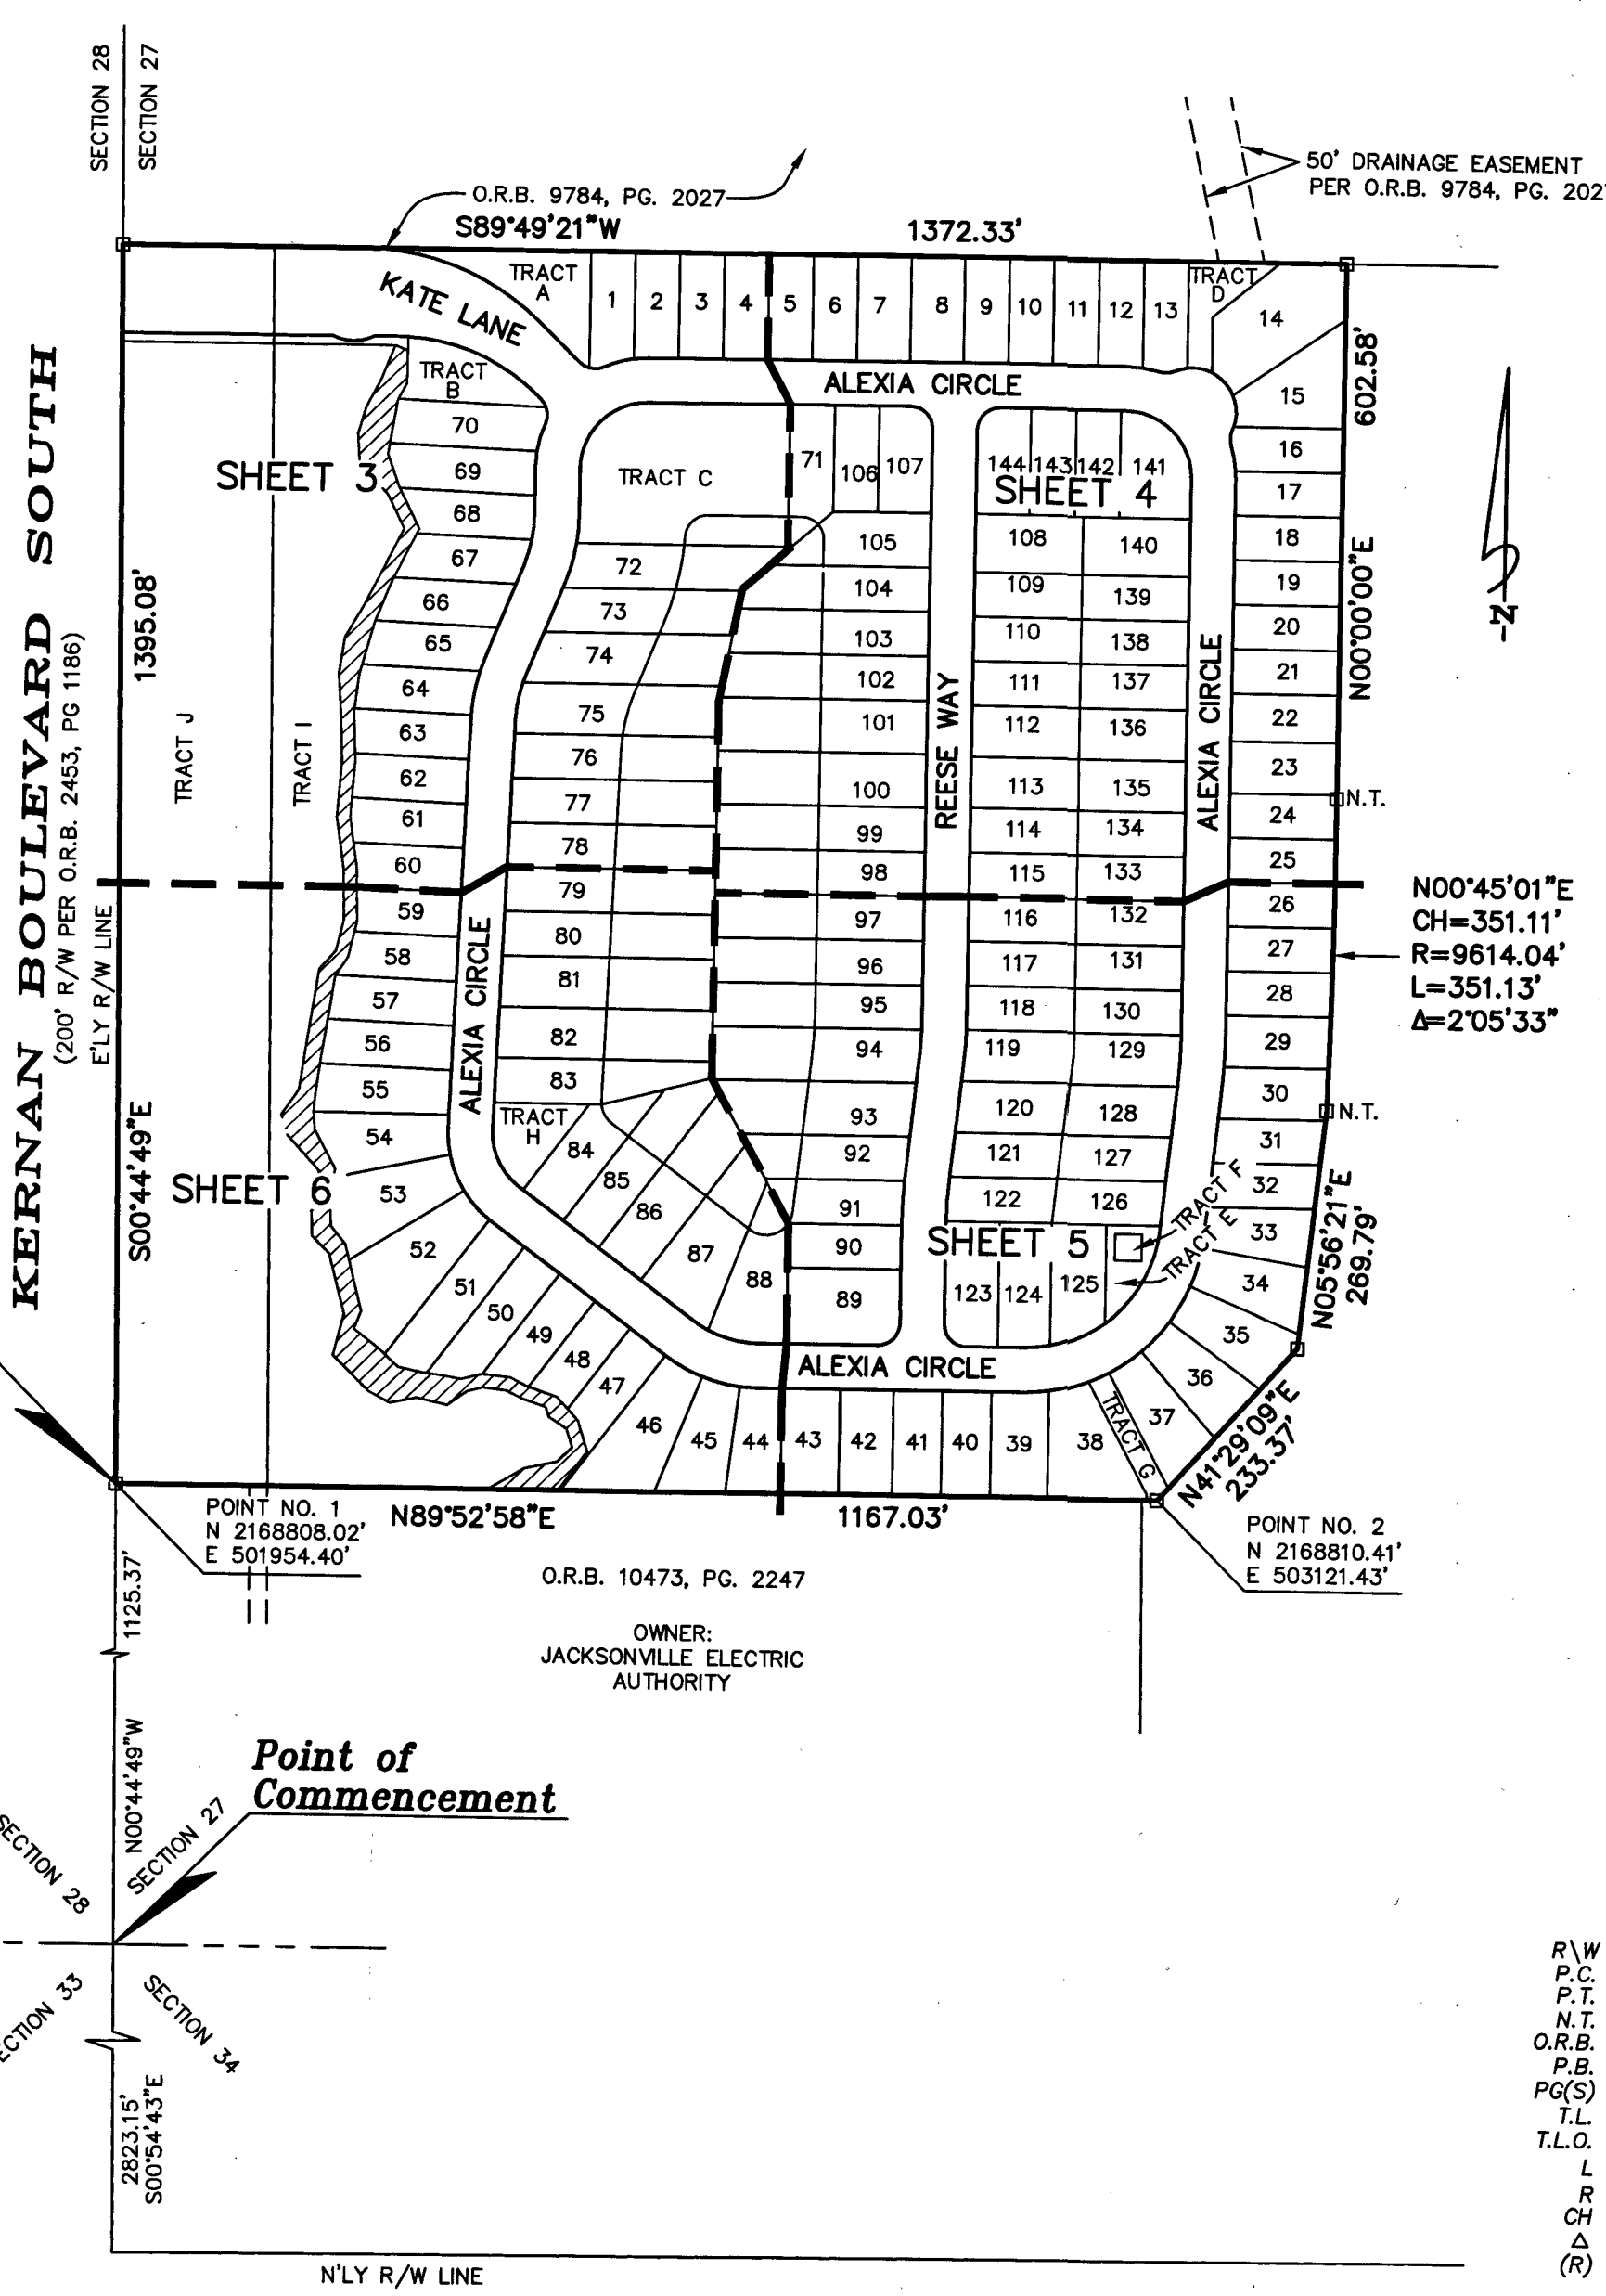 SECTION 28
SECTION 27
O.R.B. 9784, PG. 2027
S89°49'21"W
1372.33'
50' DRAINAGE EASEMENT
PER O.R.B. 9784, PG. 202
KATE LANE
TRACT
A
1
2
3
4
5
6
7
8
9
10
11
12
13
TRACT
D
14
15
602.58'
ALEXIA CIRCLE
TRACT
B
70
69
68
67
66
65
64
63
62
61
60
SHEET 3
TRACT C
71
106
107
144
143
142
141
SHEET 4
16
17
18
19
20
21
22
23
24
25
N00°00'00"E
N.T.
-N-
72
73
74
75
76
77
78
105
104
103
102
101
100
99
98
REESE WAY
108
109
110
111
112
113
114
115
140
139
138
137
136
135
134
133
ALEXIA CIRCLE
KERNAN BOULEVARD SOUTH
(200' R/W PER O.R.B. 2453, PG 1186)
E'LY R/W LINE
1395.08'
S00°44'49"E
TRACT J
TRACT I
N00°45'01"E
CH=351.11'
R=9614.04'
L=351.13'
Δ=2°05'33"
59
58
57
56
55
54
53
52
51
50
49
48
47
46
45
44
43
42
41
40
39
38
ALEXIA CIRCLE
79
80
81
82
83
TRACT
H
84
85
86
87
88
97
96
95
94
93
92
91
90
89
116
117
118
119
120
121
122
132
131
130
129
128
127
126
123
124
125
26
27
28
29
30
31
32
33
34
35
36
37
N.T.
SHEET 6
SHEET 5
TRACT F
TRACT E
TRACT G
ALEXIA CIRCLE
N05°56'21"E
269.79'
N41°29'09"E
233.37'
N89°52'58"E
1167.03'
POINT NO. 1
N 2168808.02'
E 501954.40'
POINT NO. 2
N 2168810.41'
E 503121.43'
O.R.B. 10473, PG. 2247
OWNER:
JACKSONVILLE ELECTRIC
AUTHORITY
1125.37'
N00°44'49"W
Point of
Commencement
SECTION 28
SECTION 27
ECTION 33
SECTION 34
2823.15'
S00°54'43"E
N'LY R/W LINE
R\W
P.C.
P.T.
N.T.
O.R.B.
P.B.
PG(S)
T.L.
T.L.O.
L
R
CH
Δ
(R)